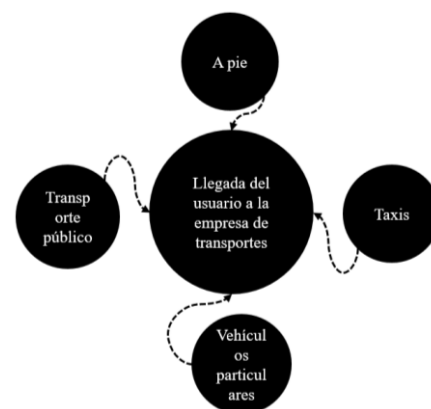 A pie
Llegada del
usuario a la
empresa de
transportes
Transp
orte
público
Taxis
Vehícul
os
particul
ares